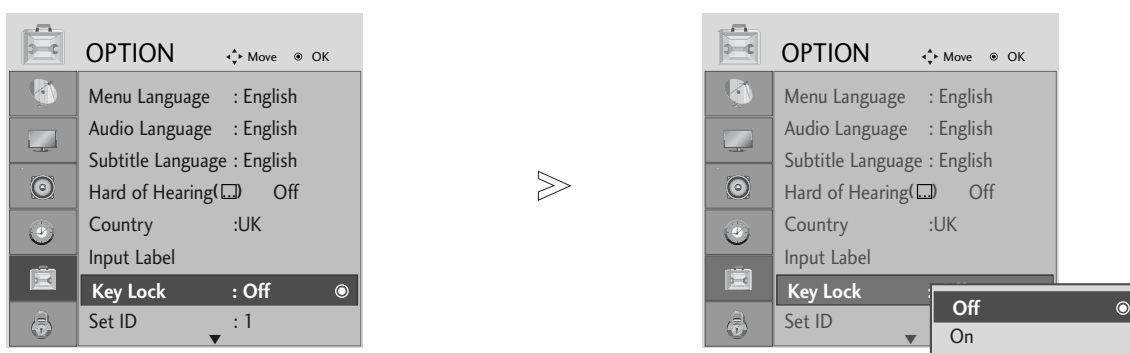 OPTION Move OK
Menu Language : English
Audio Language : English
Subtitle Language : English
Hard of Hearing( ) Off
Country :UK
Input Label
Key Lock : Off
Set ID : 1
OPTION Move OK
Menu Language : English
Audio Language : English
Subtitle Language : English
Hard of Hearing( ) Off
Country :UK
Input Label
Key Lock :
Set ID
Off
On